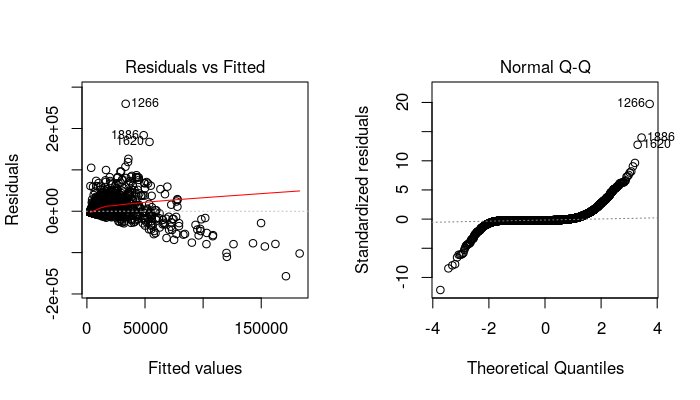 Residuals vs Fitted
Residuals
2e+05
0e+00
-2e+05
1266
1886
1620
0
50000
150000
Fitted values
Normal Q-Q
Standardized residuals
20
10
5
0
-10
1266
1886
1620
-4
-2
0
2
4
Theoretical Quantiles